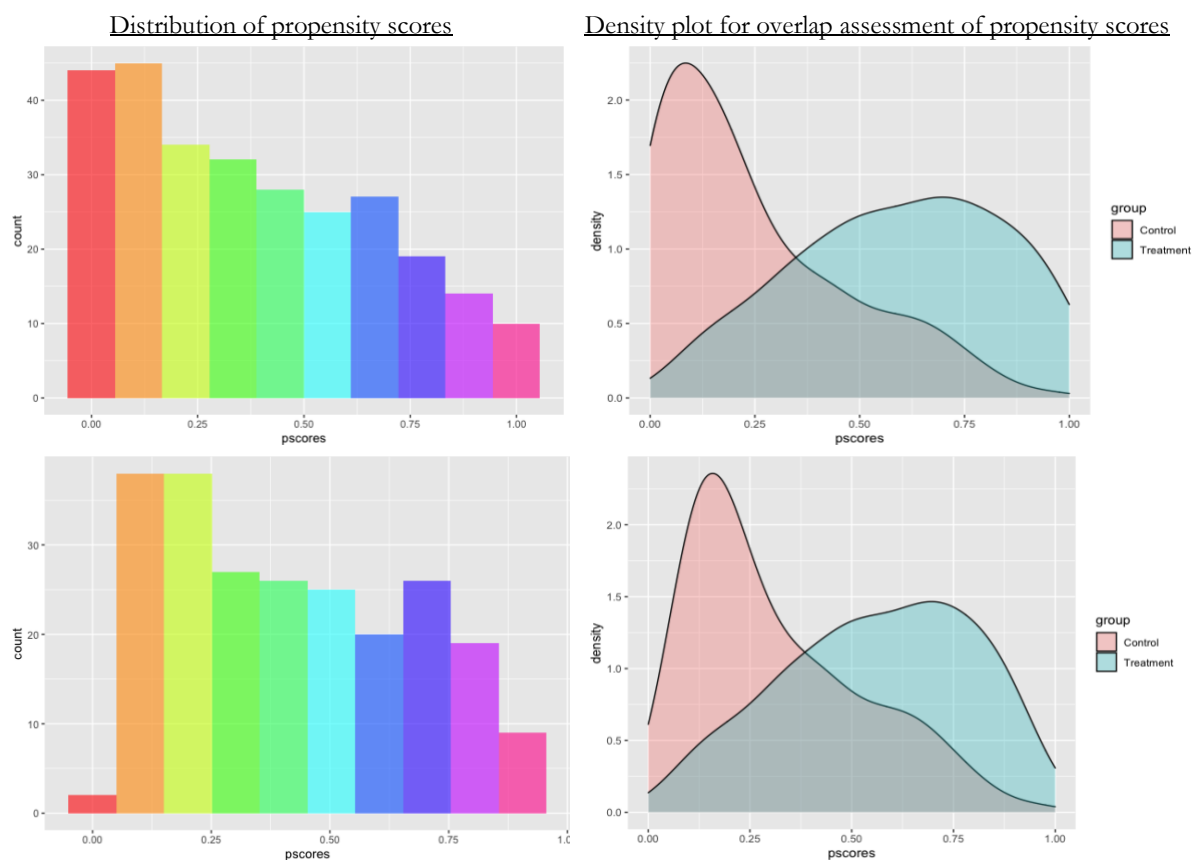 Distribution of propensity scores
Density plot for overlap assessment of propensity scores
40
30
20
10
0
count
0.00 0.25 0.50 0.75 1.00
pscores
2.0
1.5
1.0
0.5
0.0
density
0.00 0.25 0.50 0.75 1.00
pscores
group
Control
Treatment
30
20
10
0
count
0.00 0.25 0.50 0.75 1.0
pscores
2.0
1.5
1.0
0.5
0.0
density
0.00 0.25 0.50 0.75 1.00
pscores
group
Control
Treatment